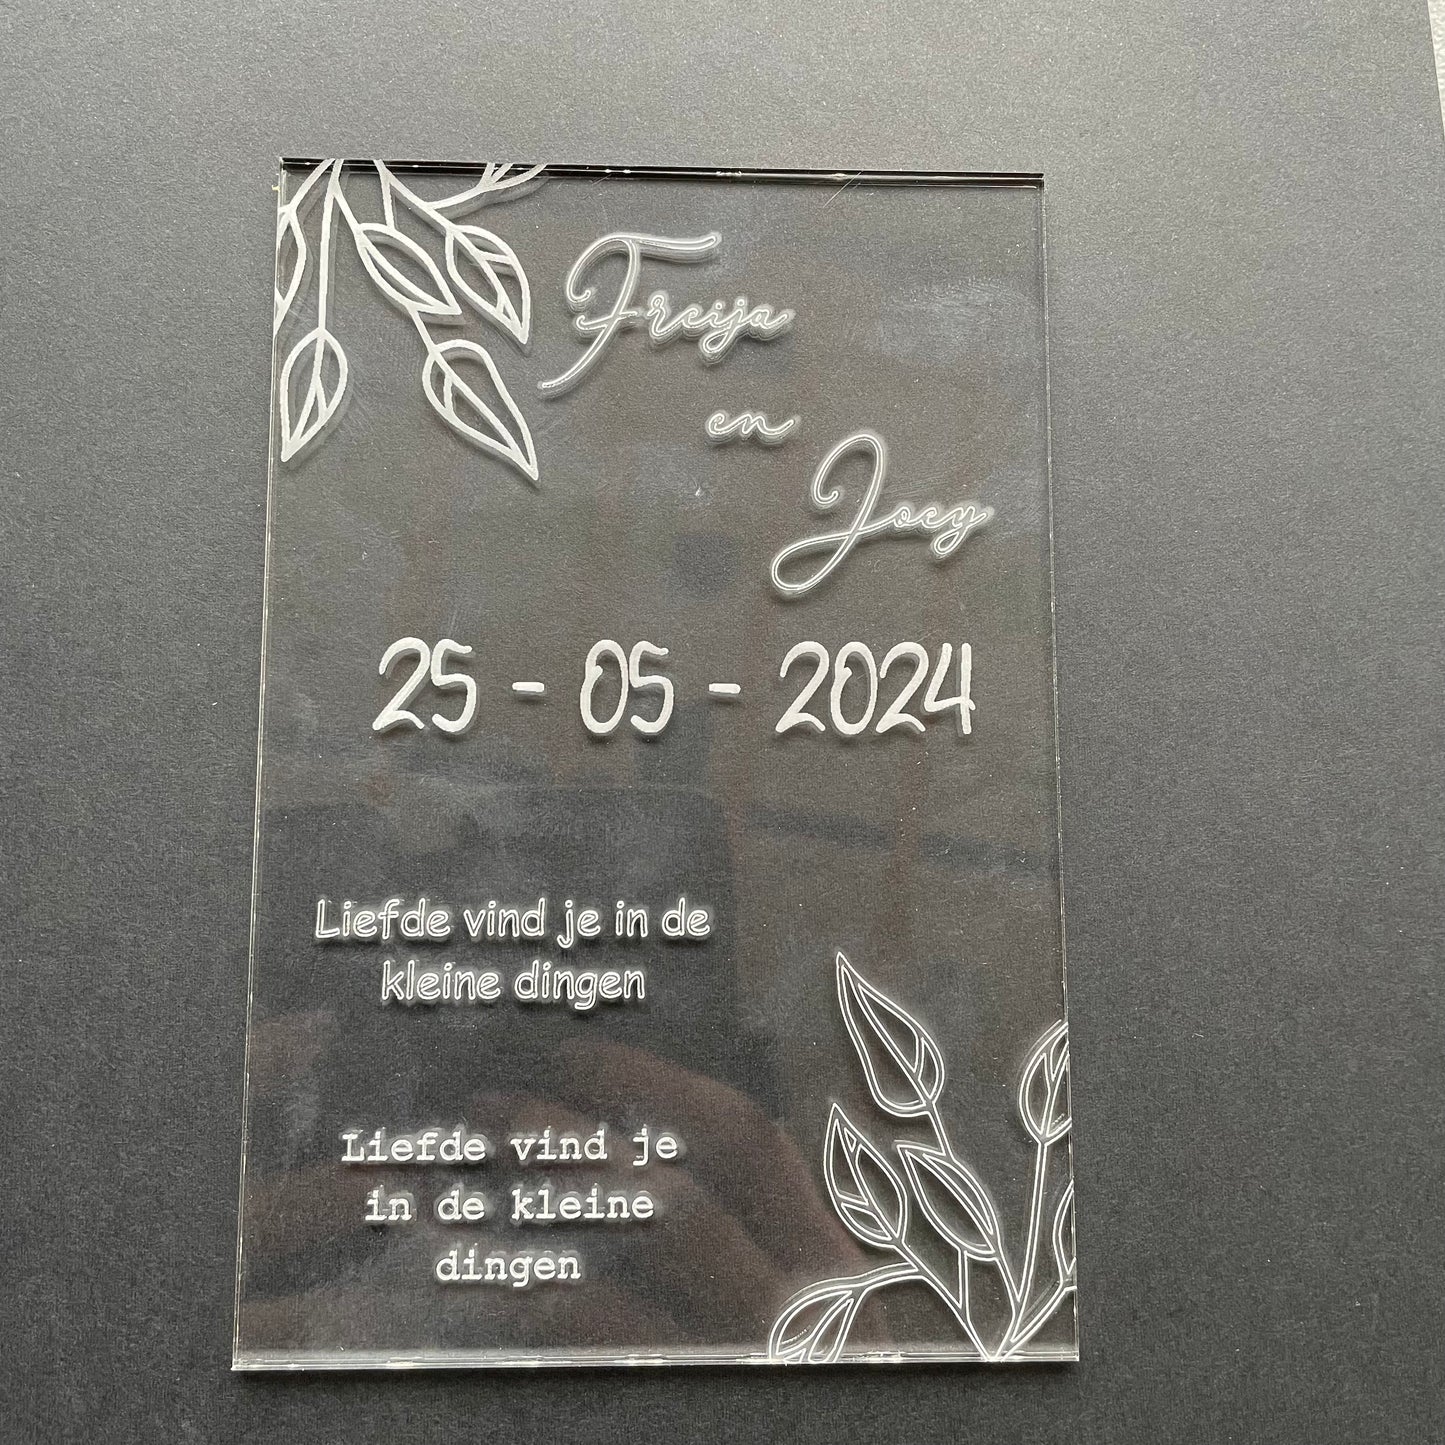 Freija
en
Joey
25 - 05 - 2024
Liefde vind je in de
kleine dingen
Liefde vind je
in de kleine
dingen